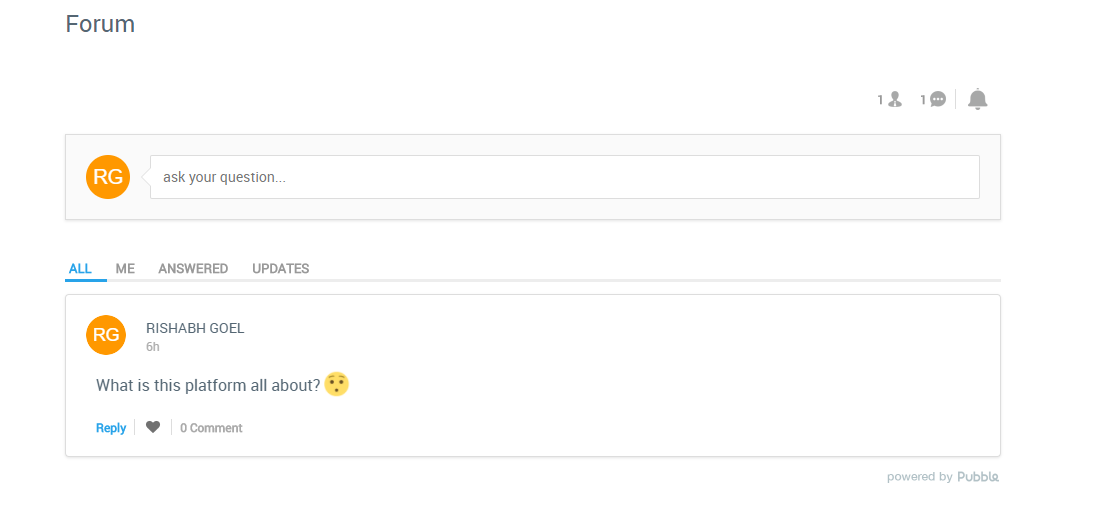 Forum
1 1
RG ask your question...
ALL ME ANSWERED UPDATES
RG RISHABH GOEL
6h
What is this platform all about?
Reply 0 Comment
powered by Pubble